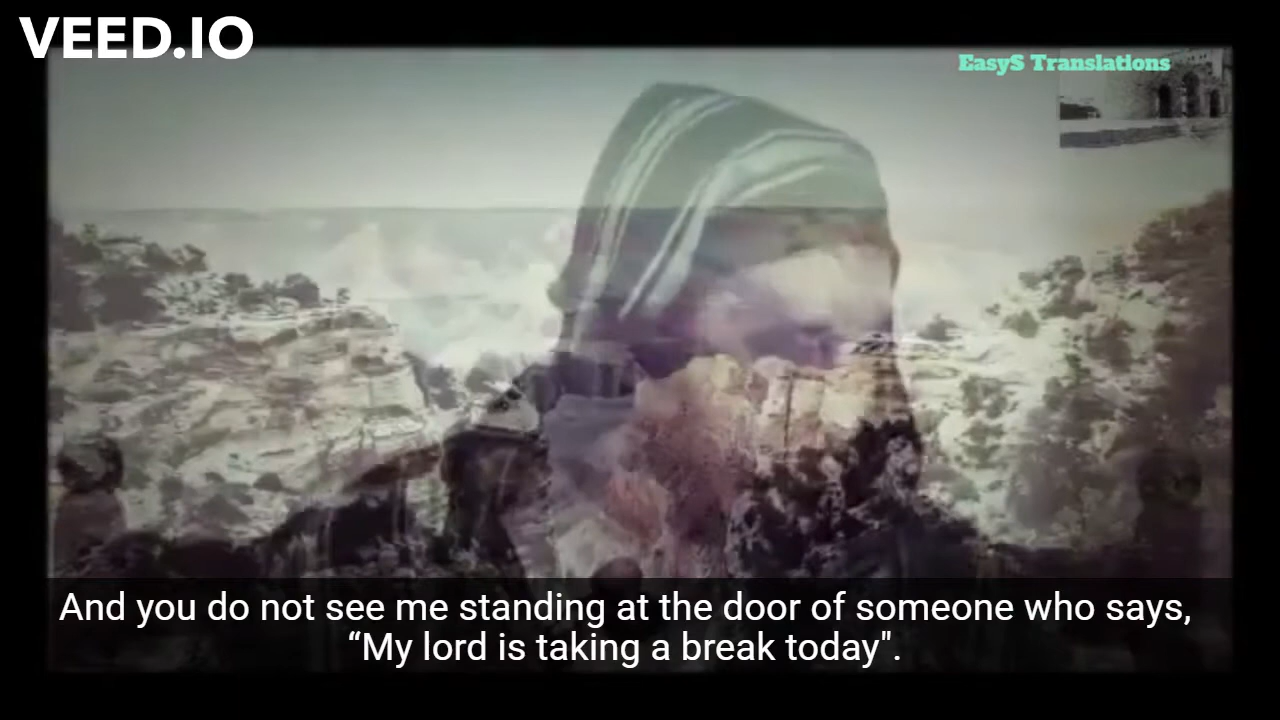 VEED.IO
EasyS Translations
And you do not see me standing at the door of someone who says,
“My lord is taking a break today".